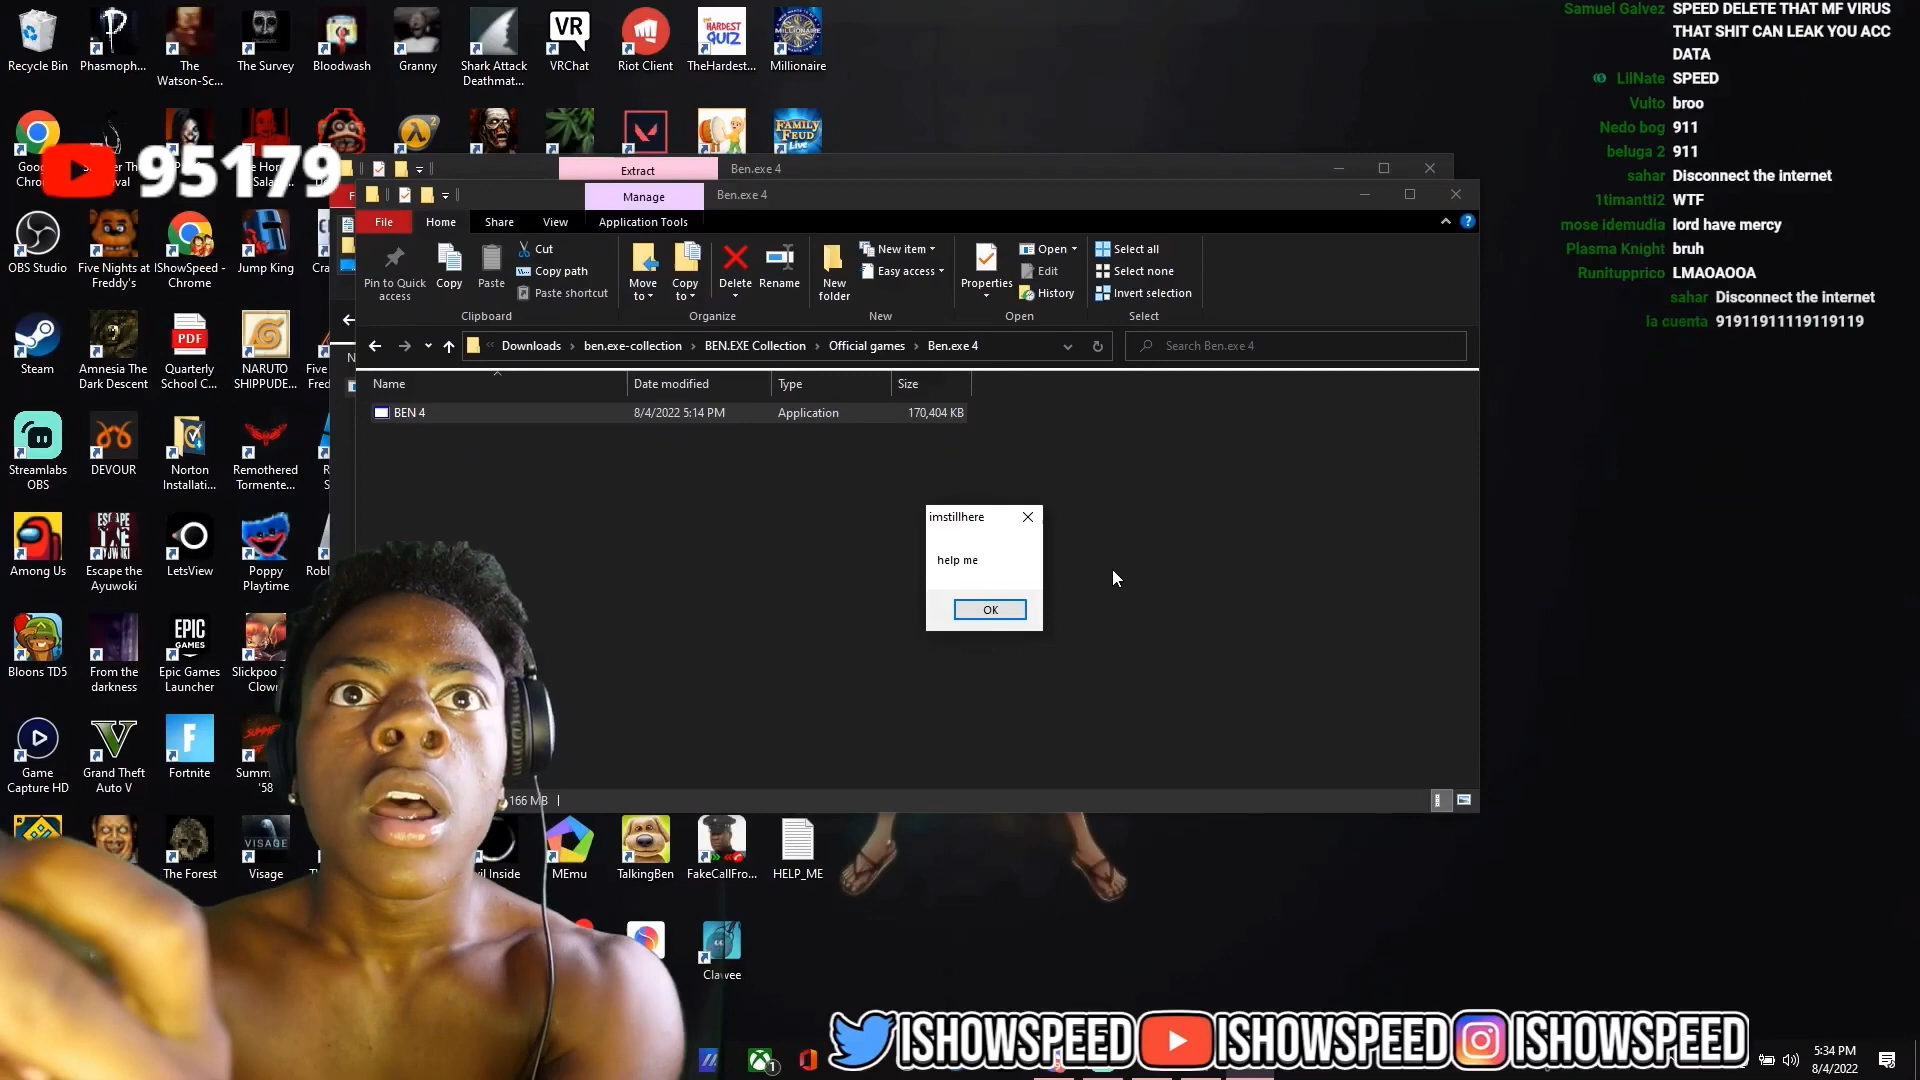 Recycle Bin
Phasmoph...
The Watson-Sc...
The Survey
Bloodwash
Granny
Shark Attack Deathmat...
VR
VRChat
Riot Client
THE HARDEST QUIZ
TheHardest...
Millionaire
95179
FAMILY FEUD
Live
OBS Studio
Five Nights at Freddy's
IShowSpeed - Chrome
Jump King
Steam
Amnesia The Dark Descent
PDF
Quarterly School C...
NARUTO SHIPPUDE...
Streamlabs OBS
DEVOUR
Norton Installati...
Remothered Tormente...
Among Us
Escape the Ayuwoki
LetsView
Poppy Playtime
Bloons TD5
From the darkness
EPIC GAMES
Epic Games Launcher
Game Capture HD
Grand Theft Auto V
Fortnite
The Forest
VISAGE
Visage
MEmu
TalkingBen
FakeCallFro...
HELP_ME
Extract
Ben.exe 4
Manage
Ben.exe 4
File
Home
Share
View
Application Tools
Pin to Quick access
Copy
Paste
Cut
Copy path
Paste shortcut
Clipboard
Move to
Copy to
Delete
Rename
Organize
New folder
New item
Easy access
New
Properties
Open
Edit
History
Open
Select all
Select none
Invert selection
Select
Downloads > ben.exe-collection > BEN.EXE Collection > Official games > Ben.exe 4
Search Ben.exe 4
Name Date modified Type Size
BEN 4 8/4/2022 5:14 PM Application 170,404 KB
imstillhere
help me
OK
166 MB
Samuel Galvez SPEED DELETE THAT MF VIRUS
THAT SHIT CAN LEAK YOU ACC
DATA
LilNate SPEED
Vulto broo
Nedo bog 911
beluga 2 911
sahar Disconnect the internet
1timantti2 WTF
mose idemudia lord have mercy
Plasma Knight bruh
Runitupprico LMAOAOOA
sahar Disconnect the internet
la cuenta 91911911119119119
ISHOWSPEED ISHOWSPEED ISHOWSPEED
5:34 PM
8/4/2022